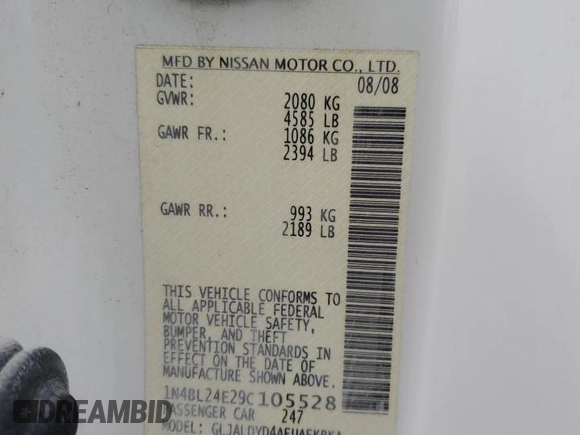 MFD BY NISSAN MOTOR CO., LTD.
DATE: 08/08
GVWR: 2080 KG
4585 LB
GAWR FR.: 1086 KG
2394 LB
GAWR RR.: 993 KG
2189 LB
THIS VEHICLE CONFORMS TO
ALL APPLICABLE FEDERAL
MOTOR VEHICLE SAFETY,
BUMPER, AND THEFT
PREVENTION STANDARDS IN
EFFECT ON THE DATE OF
MANUFACTURE SHOWN ABOVE.
1N4BL24E29C105528
PASSENGER CAR 247
MODEL:
DREAMBID